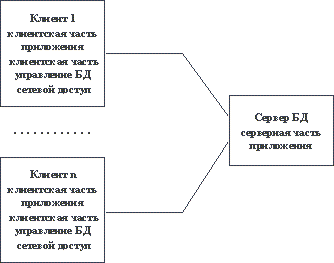 Клиент 1
клиентская часть
приложения
клиентская часть
управление БД
сетевой доступ
............
Клиент n
клиентская часть
приложения
клиентская часть
управление БД
сетевой доступ
Сервер БД
серверная часть
приложения